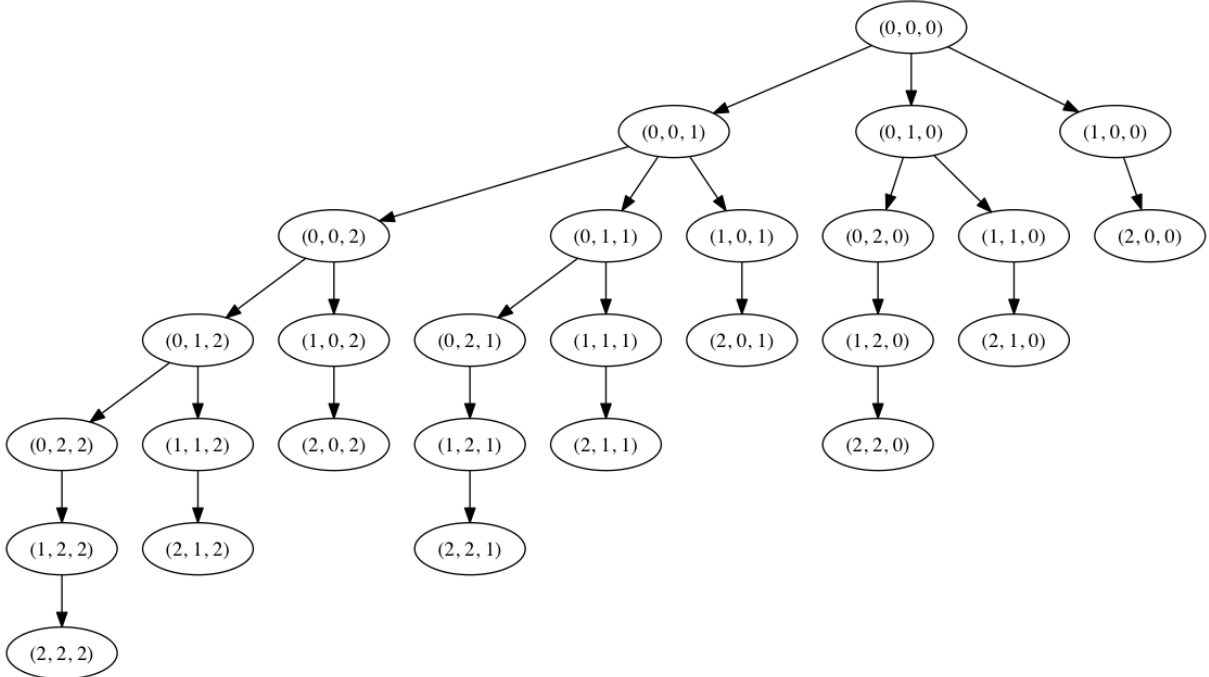 (0, 0, 0)
(0, 0, 1) (0, 1, 0) (1, 0, 0)
(0, 0, 2) (0, 1, 1) (1, 0, 1) (0, 2, 0) (1, 1, 0) (2, 0, 0)
(0, 1, 2) (1, 0, 2) (0, 2, 1) (1, 1, 1) (2, 0, 1) (1, 2, 0) (2, 1, 0)
(0, 2, 2) (1, 1, 2) (2, 0, 2) (1, 2, 1) (2, 1, 1) (2, 2, 0)
(1, 2, 2) (2, 1, 2) (2, 2, 1)
(2, 2, 2)